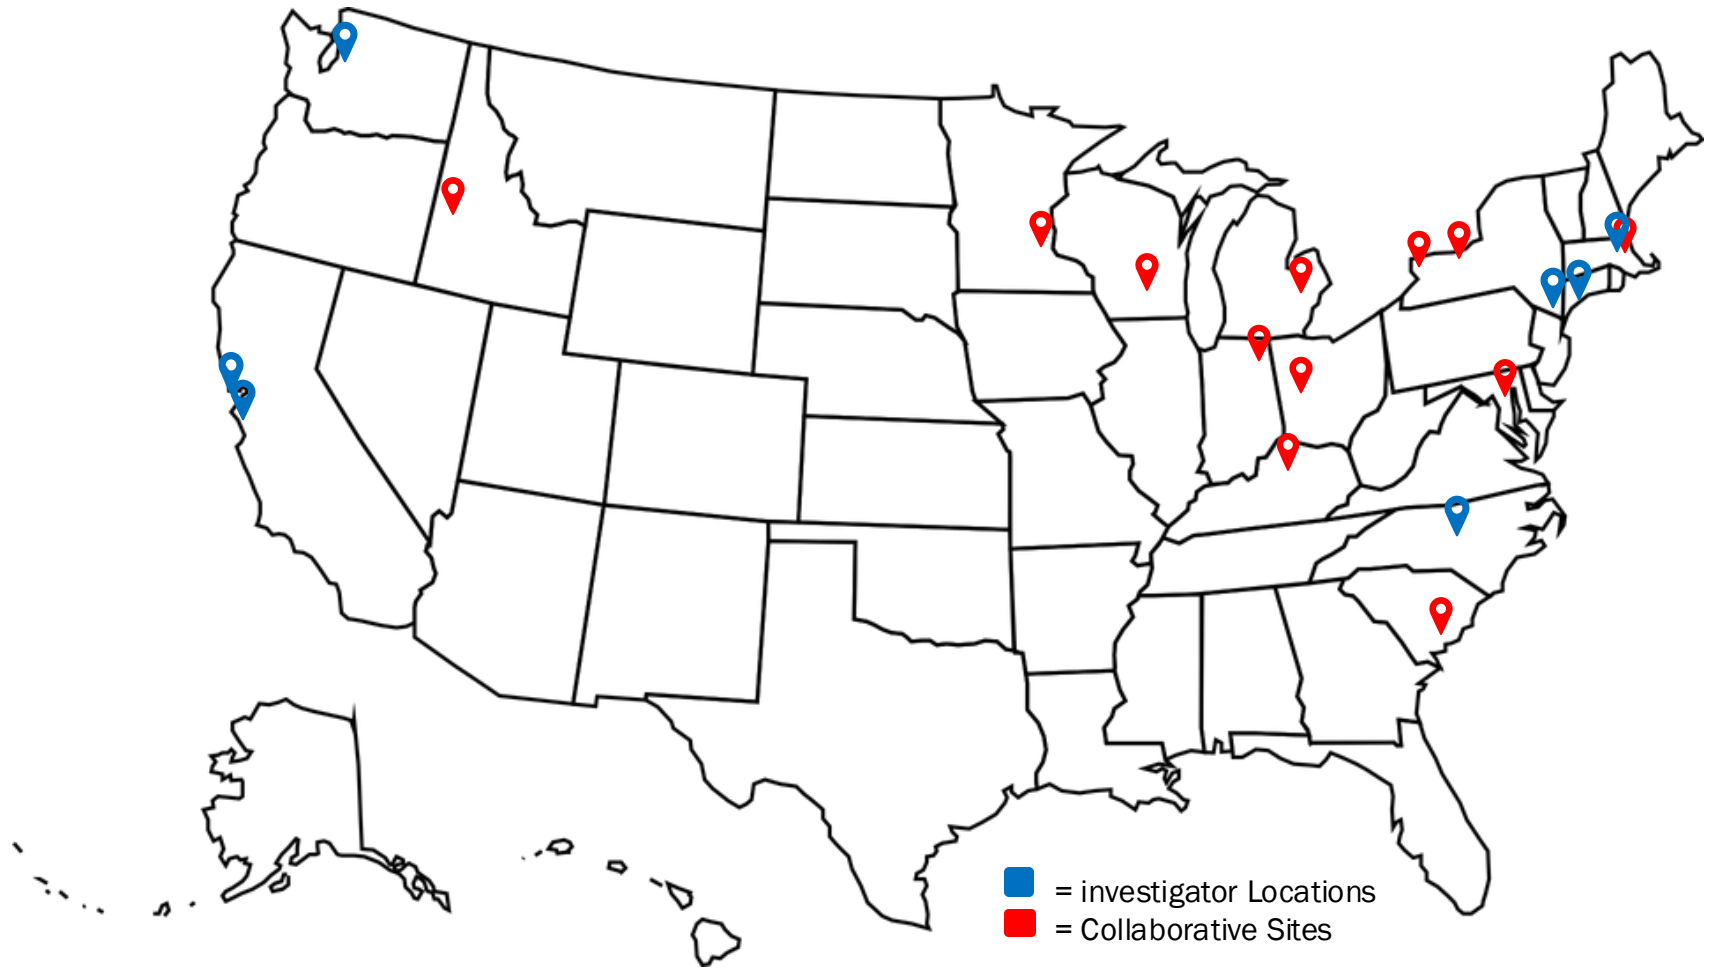 = investigator Locations
= Collaborative Sites